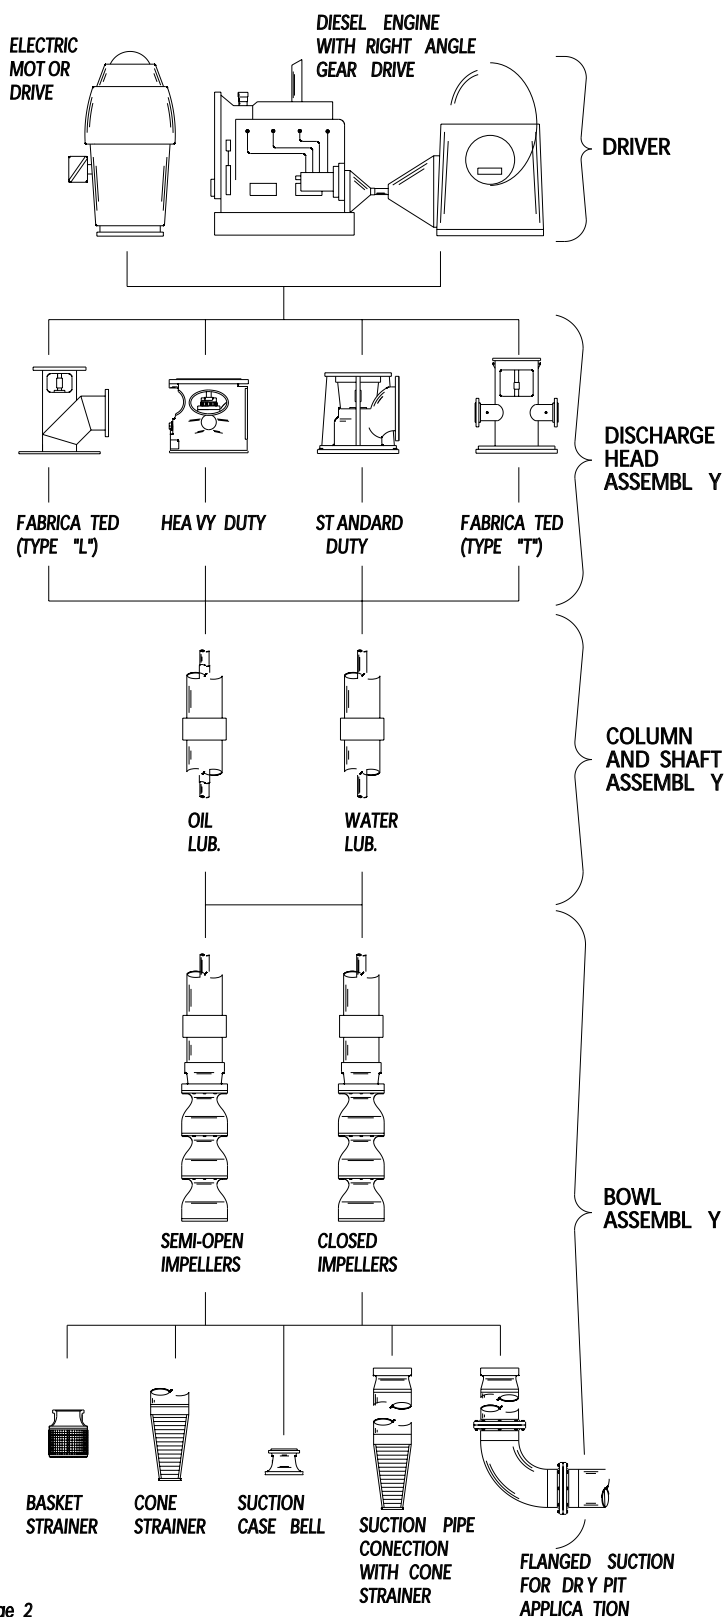 ELECTRIC
MOT OR
DRIVE
DIESEL ENGINE
WITH RIGHT ANGLE
GEAR DRIVE
DRIVER
DISCHARGE
HEAD
ASSEMBL Y
FABRICA TED
(TYPE "L")
HEA VY DUTY
ST ANDARD
DUTY
FABRICA TED
(TYPE "T")
COLUMN
AND SHAFT
ASSEMBL Y
OIL
LUB.
WATER
LUB.
BOWL
ASSEMBL Y
SEMI-OPEN
IMPELLERS
CLOSED
IMPELLERS
BASKET
STRAINER
CONE
STRAINER
SUCTION
CASE BELL
SUCTION PIPE
CONECTION
WITH CONE
STRAINER
FLANGED SUCTION
FOR DR Y PIT
APPLICA TION
ge 2